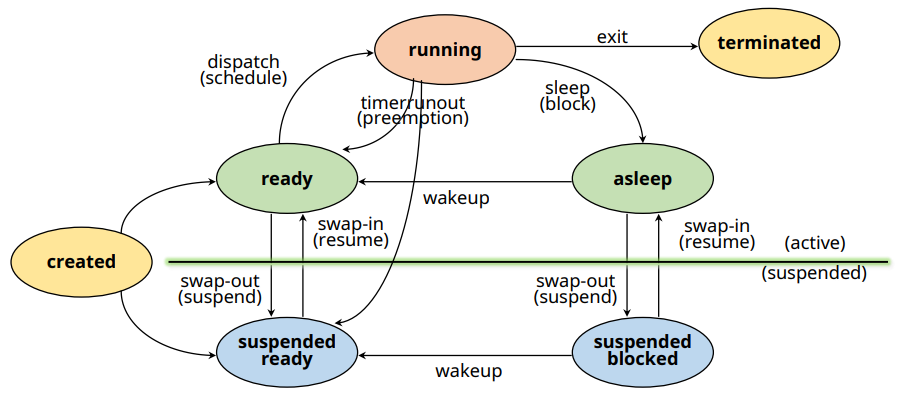 running
exit
terminated
dispatch
(schedule)
timerrunout
(preemption)
sleep
(block)
ready
asleep
wakeup
created
swap-in
(resume)
swap-in
(resume)
(active)
swap-out
(suspend)
swap-out
(suspend)
(suspended)
suspended
ready
suspended
blocked
wakeup